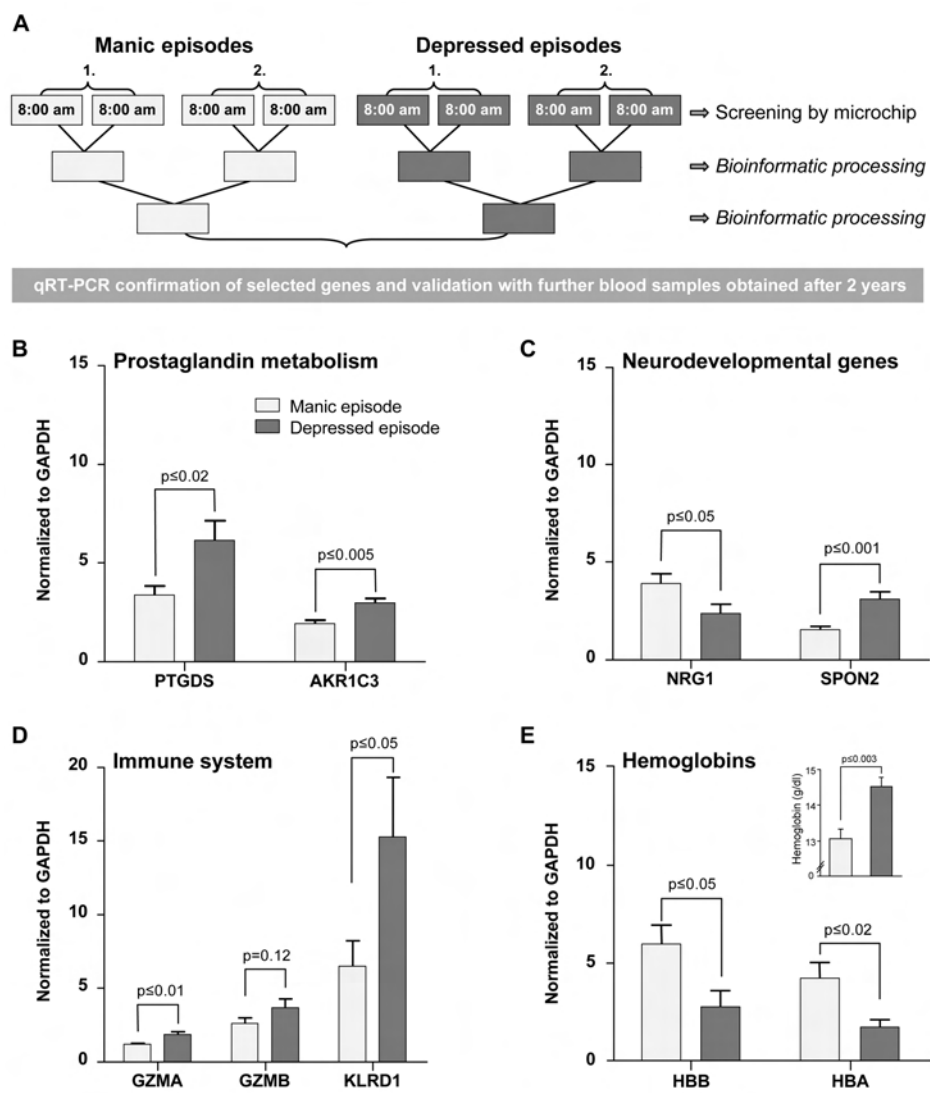 A
Manic episodes
Depressed episodes
1.
2.
1.
2.
8:00 am
8:00 am
8:00 am
8:00 am
8:00 am
8:00 am
8:00 am
8:00 am
⇨ Screening by microchip
⇨ Bioinformatic processing
⇨ Bioinformatic processing
qRT-PCR confirmation of selected genes and validation with further blood samples obtained after 2 years
B
Prostaglandin metabolism
Normalized to GAPDH
15
10
5
0
Manic episode
Depressed episode
p≤0.02
p≤0.005
PTGDS
AKR1C3
C
Neurodevelopmental genes
Normalized to GAPDH
15
10
5
0
p≤0.05
p≤0.001
NRG1
SPON2
D
Immune system
Normalized to GAPDH
20
15
10
5
0
p≤0.01
p=0.12
p≤0.05
GZMA
GZMB
KLRD1
E
Hemoglobins
Normalized to GAPDH
15
10
5
0
p≤0.05
p≤0.02
HBB
HBA
Hemoglobin (g/dl)
15
14
13
0
p≤0.003